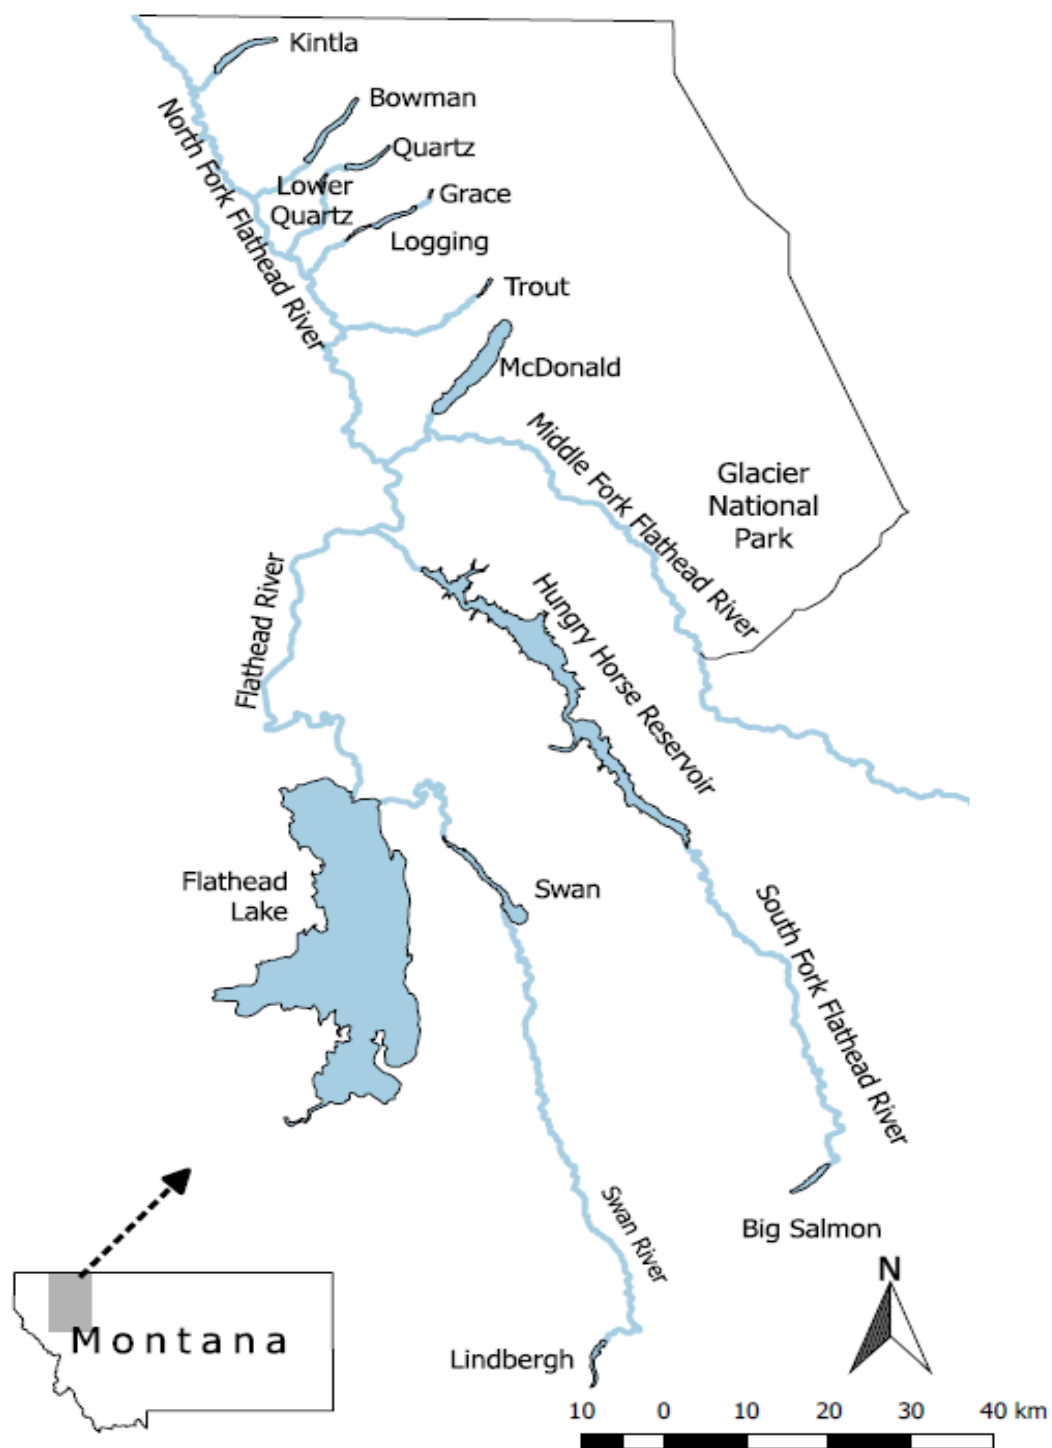 Kintla
Bowman
Quartz
Lower
Quartz
Grace
Logging
North Fork Flathead River
Trout
McDonald
Middle Fork Flathead River
Glacier
National
Park
Flathead River
Hungry Horse Reservoir
Flathead
Lake
Swan
South Fork Flathead River
Swan River
Big Salmon
N
Montana
Lindbergh
10 0 10 20 30 40 km